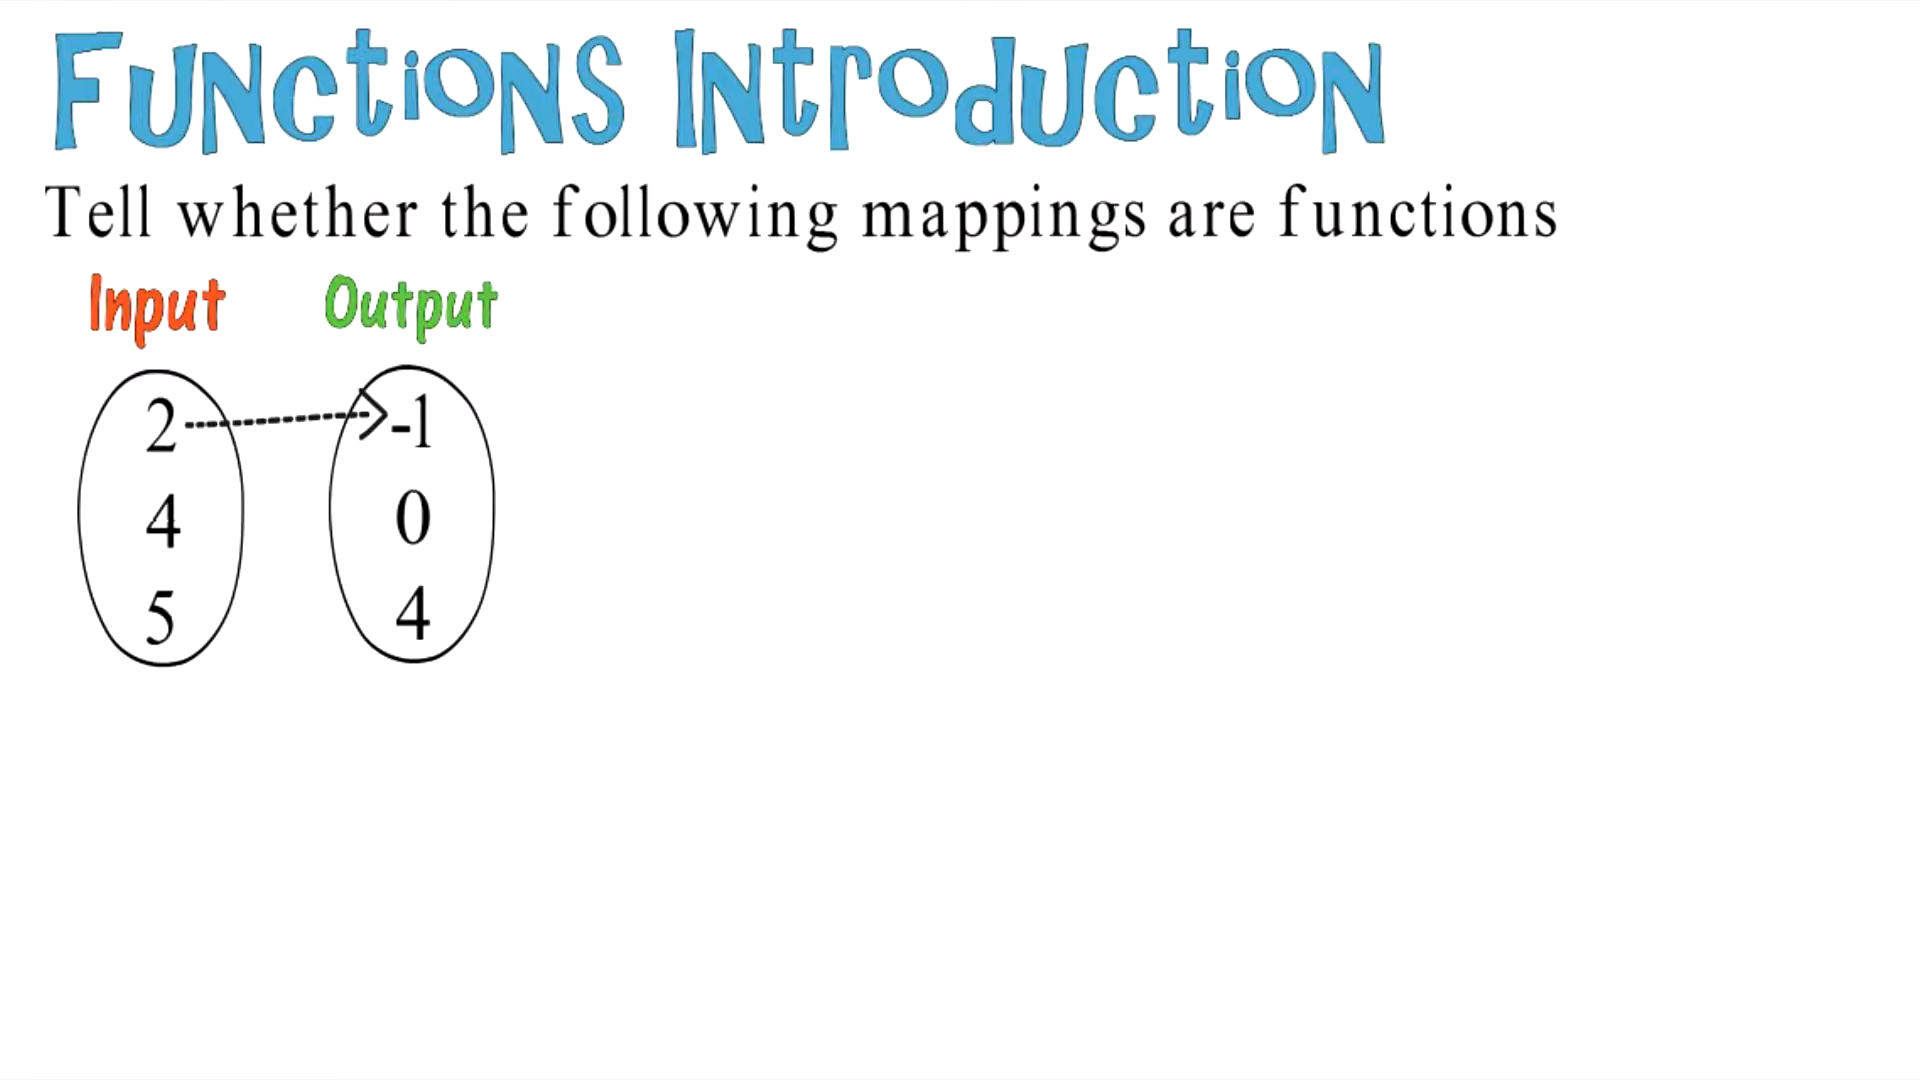 Functions Introduction
Tell whether the following mappings are functions
Input Output
2 -1
4 0
5 4